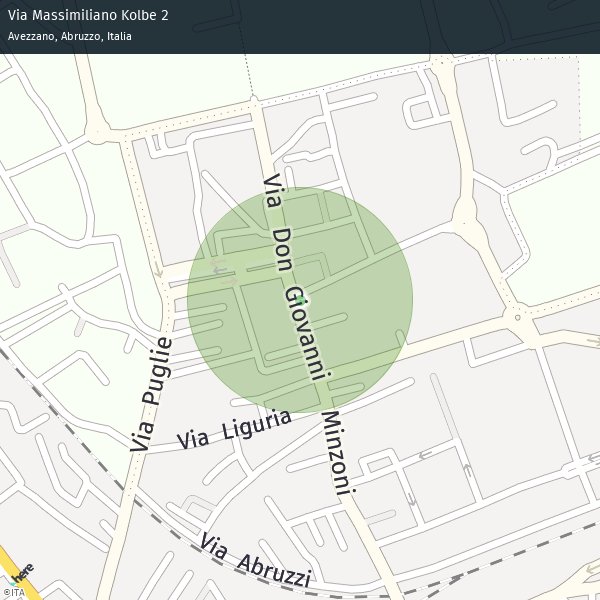 Via Massimiliano Kolbe 2
Avezzano, Abruzzo, Italia
Via Don Giovanni Minzoni
Via Puglie
Via Liguria
Via Abruzzi
here
©ITA